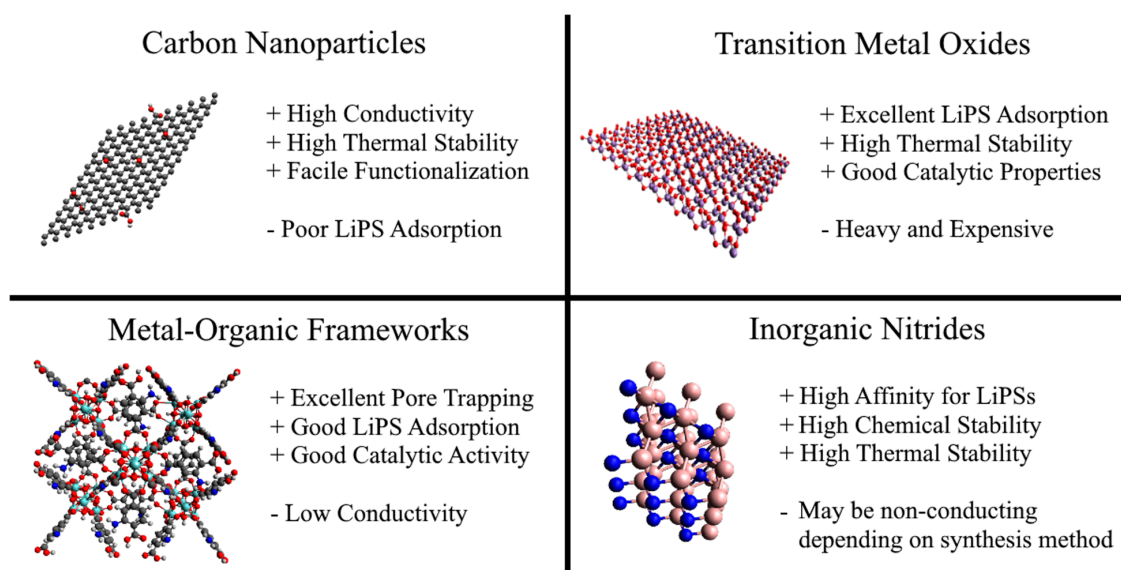 Carbon Nanoparticles
+ High Conductivity
+ High Thermal Stability
+ Facile Functionalization
- Poor LiPS Adsorption
Transition Metal Oxides
+ Excellent LiPS Adsorption
+ High Thermal Stability
+ Good Catalytic Properties
- Heavy and Expensive
Metal-Organic Frameworks
+ Excellent Pore Trapping
+ Good LiPS Adsorption
+ Good Catalytic Activity
- Low Conductivity
Inorganic Nitrides
+ High Affinity for LiPSs
+ High Chemical Stability
+ High Thermal Stability
- May be non-conducting
depending on synthesis method